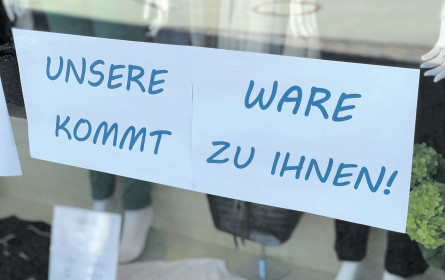 UNSERE WARE
KOMMT ZU IHNEN!